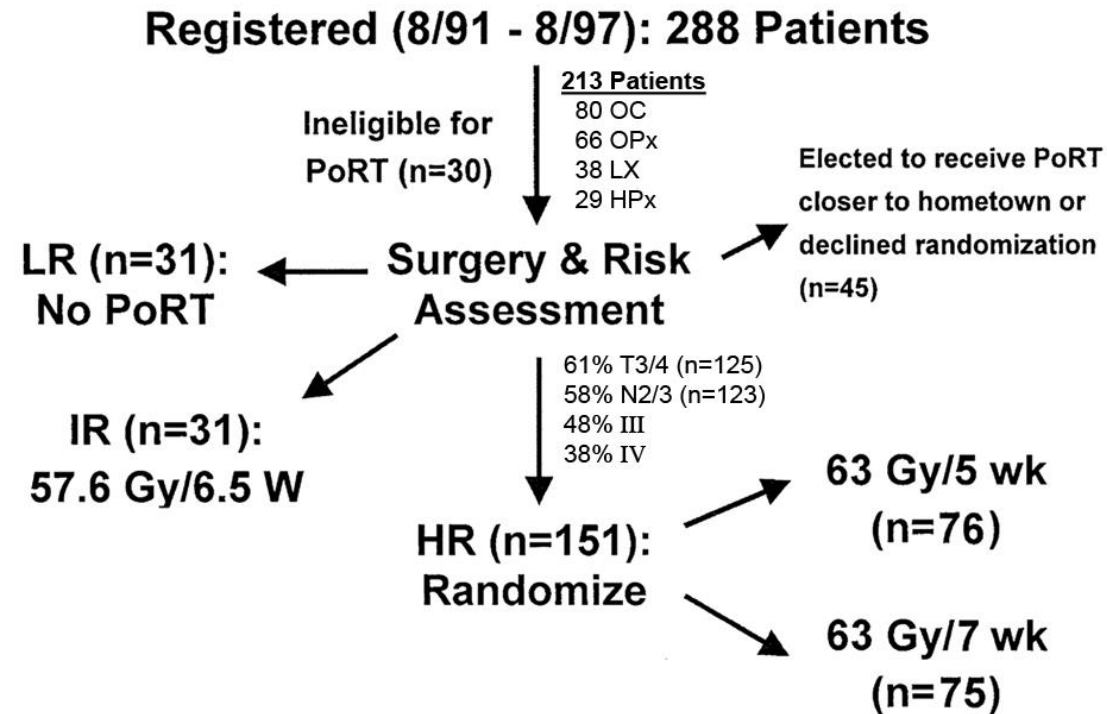 Registered (8/91 - 8/97): 288 Patients
213 Patients
80 OC
66 OPx
38 LX
29 HPx
Ineligible for
PoRT (n=30)
Elected to receive PoRT
closer to hometown or
declined randomization
(n=45)
LR (n=31):
No PoRT
Surgery & Risk
Assessment
61% T3/4 (n=125)
58% N2/3 (n=123)
48% III
38% IV
IR (n=31):
57.6 Gy/6.5 W
HR (n=151):
Randomize
63 Gy/5 wk
(n=76)
63 Gy/7 wk
(n=75)